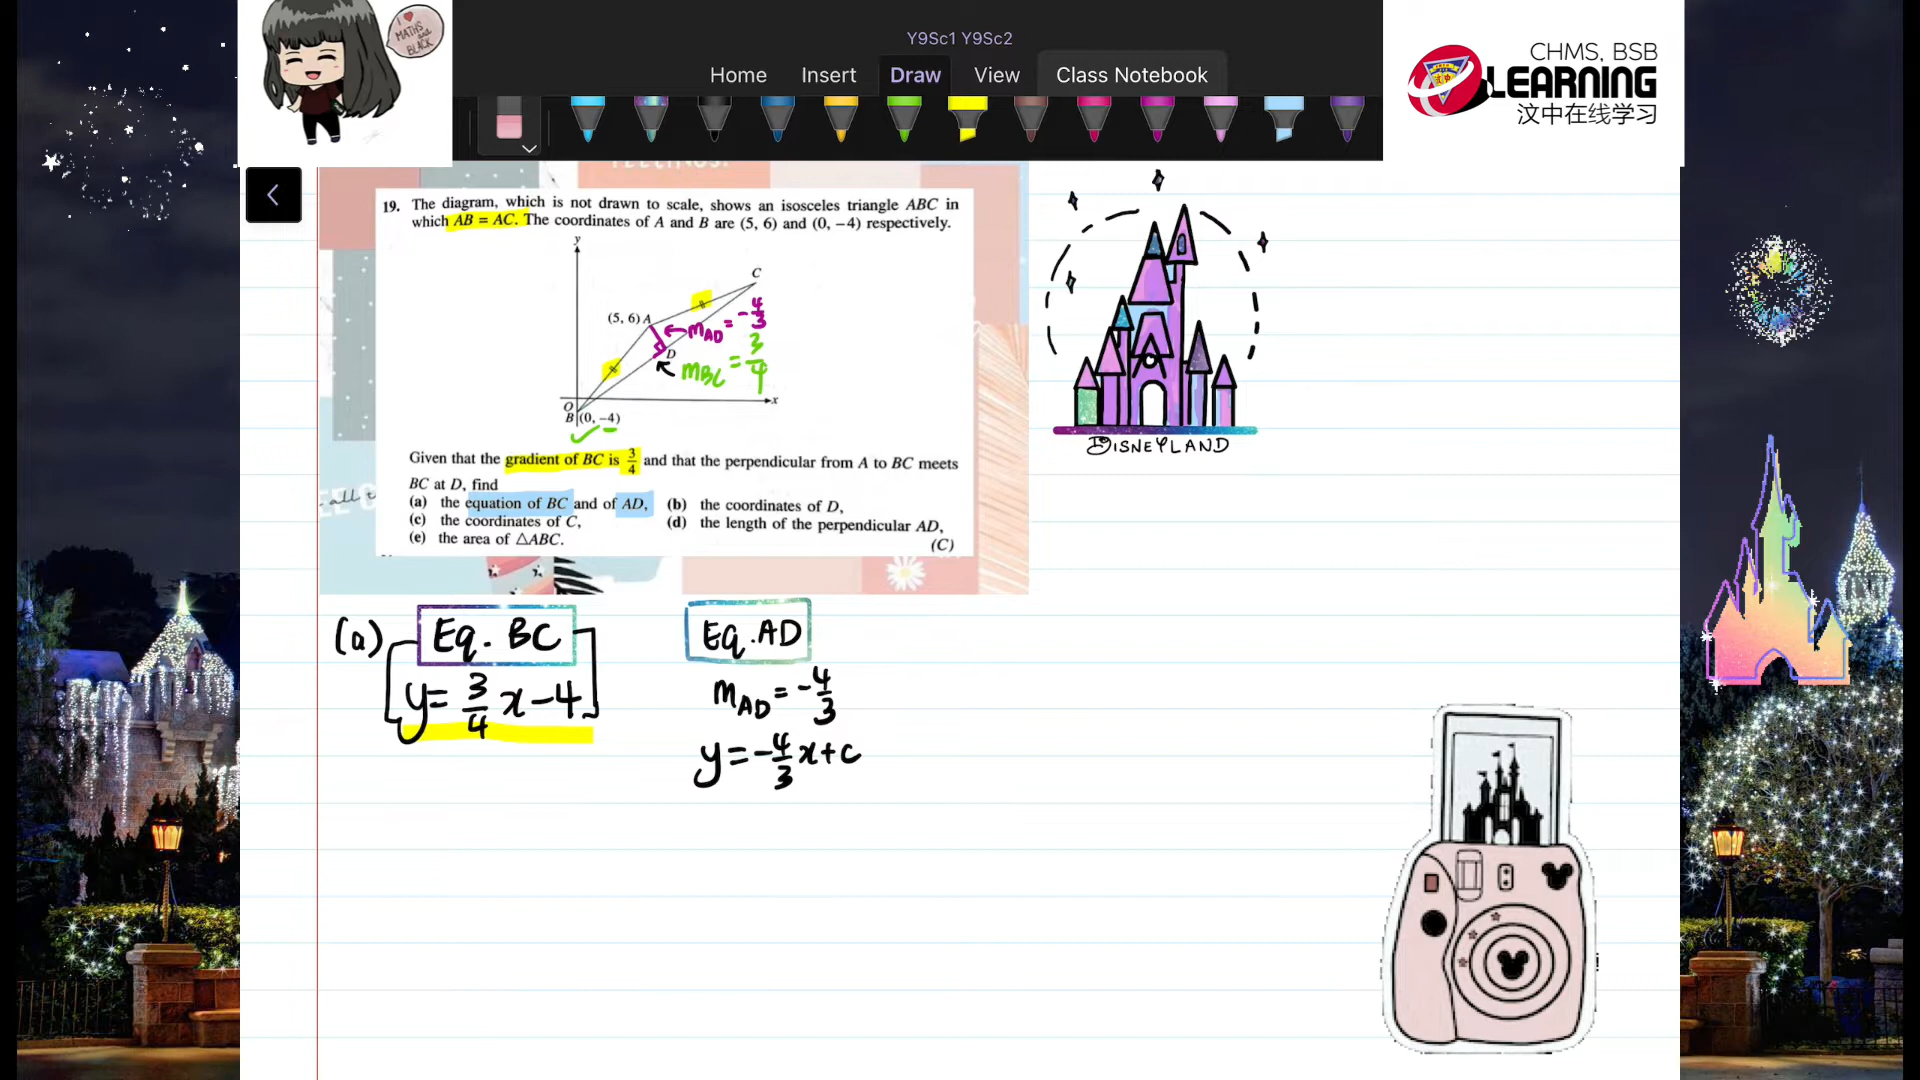 I ❤ MATHS and BLACK
Y9Sc1 Y9Sc2
Home Insert Draw View Class Notebook
CHMS, BSB
LEARNING
汶中在线学习
19. The diagram, which is not drawn to scale, shows an isosceles triangle ABC in
which AB = AC. The coordinates of A and B are (5, 6) and (0, −4) respectively.
y
C
(5, 6) A
m_AD = -4/3
D
m_BC = 3/4
O
x
B (0, −4)
Given that the gradient of BC is 3/4 and that the perpendicular from A to BC meets
BC at D, find
(a) the equation of BC and of AD, (b) the coordinates of D,
(c) the coordinates of C, (d) the length of the perpendicular AD,
(e) the area of △ABC.
(C)
DISNEYLAND
(a) Eq. BC
y = 3/4 x - 4
Eq. AD
m_AD = -4/3
y = -4/3 x + c